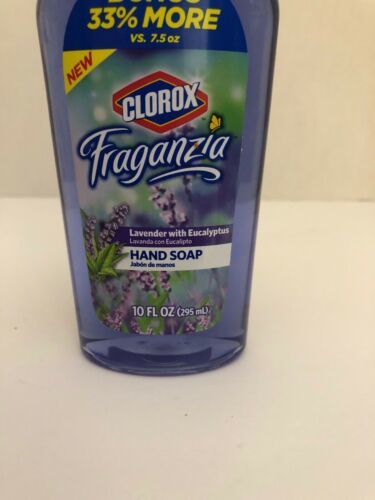 BONUS
33% MORE
VS. 7.5 oz
NEW
CLOROX
Fraganzia
Lavender with Eucalyptus
Lavanda con Eucalipto
HAND SOAP
Jabón de manos
10 FL OZ (295 mL)